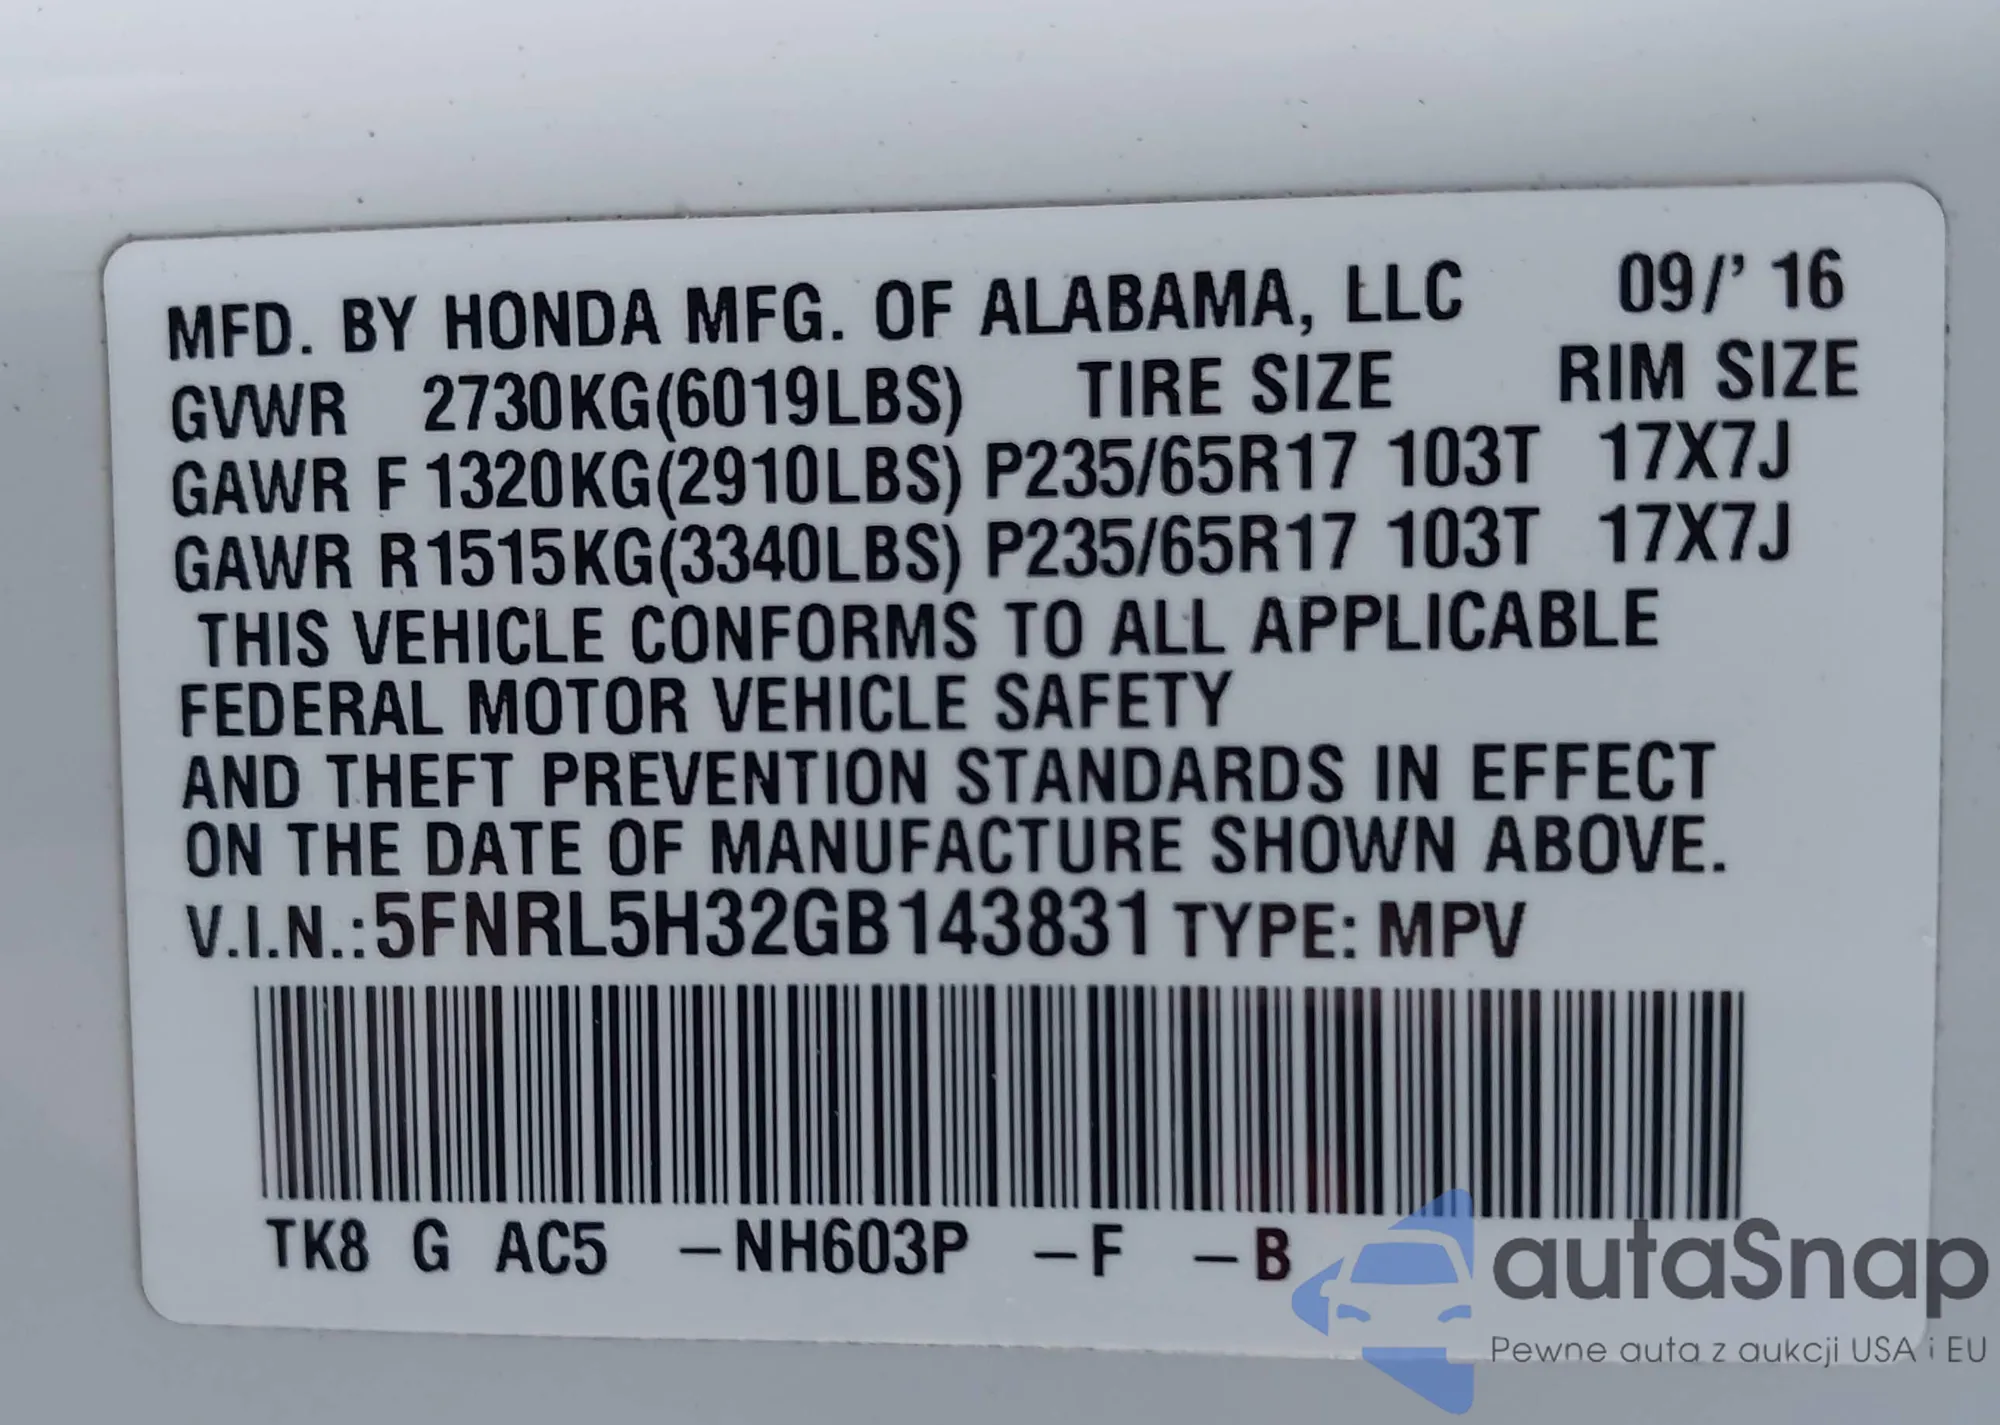 MFD. BY HONDA MFG. OF ALABAMA, LLC 09/' 16
GVWR 2730KG(6019LBS) TIRE SIZE RIM SIZE
GAWR F 1320KG(2910LBS) P235/65R17 103T 17X7J
GAWR R1515KG(3340LBS) P235/65R17 103T 17X7J
THIS VEHICLE CONFORMS TO ALL APPLICABLE
FEDERAL MOTOR VEHICLE SAFETY
AND THEFT PREVENTION STANDARDS IN EFFECT
ON THE DATE OF MANUFACTURE SHOWN ABOVE.
V.I.N.:5FNRL5H32GB143831 TYPE: MPV
TK8 G AC5 –NH603P –F –B
autaSnap
Pewne auta z aukcji USA i EU